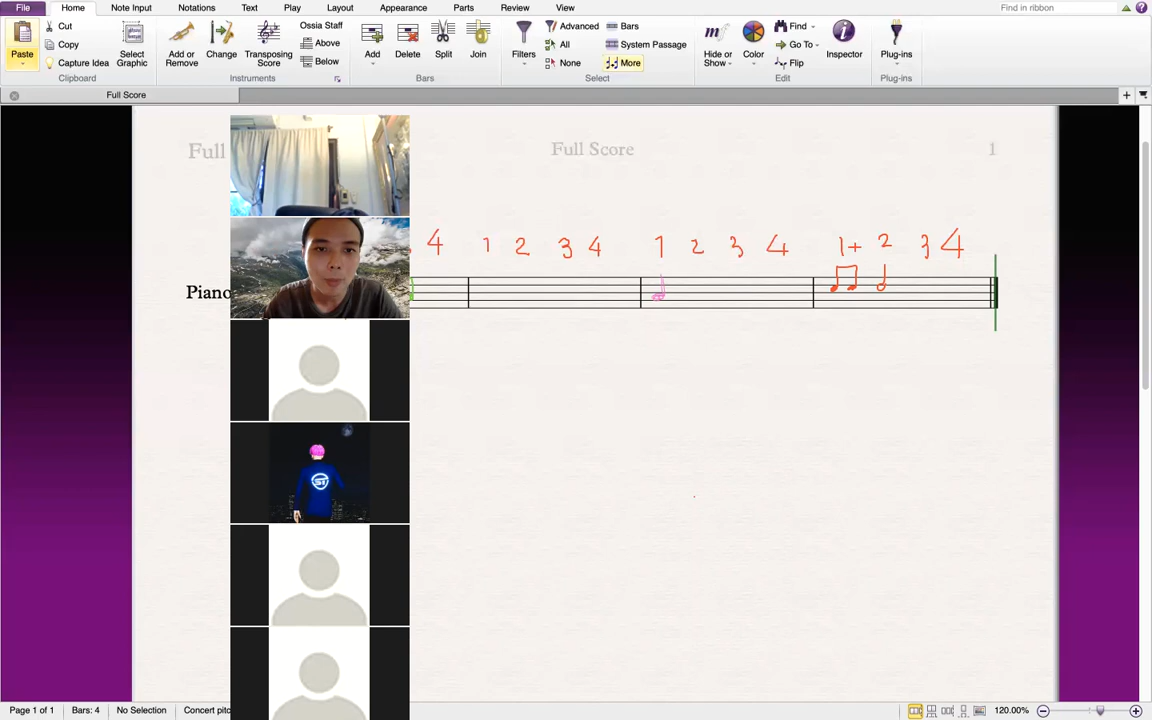 File Home Note Input Notations Text Play Layout Appearance Parts Review View Find in ribbon
Paste Cut Copy Capture Idea Select Graphic Clipboard
Add or Remove Change Transposing Score Instruments Ossia Staff Above Below
Add Delete Split Join Bars
Filters Advanced All None Bars System Passage More Select
Hide or Show Color Find Go To Flip Inspector Edit
Plug-ins Plug-ins
Full Score
Full Full Score 1
4 1 2 3 4 1 2 3 4 1+ 2 3 4
Piano
ST
Page 1 of 1 Bars: 4 No Selection Concert pitc 120.00%